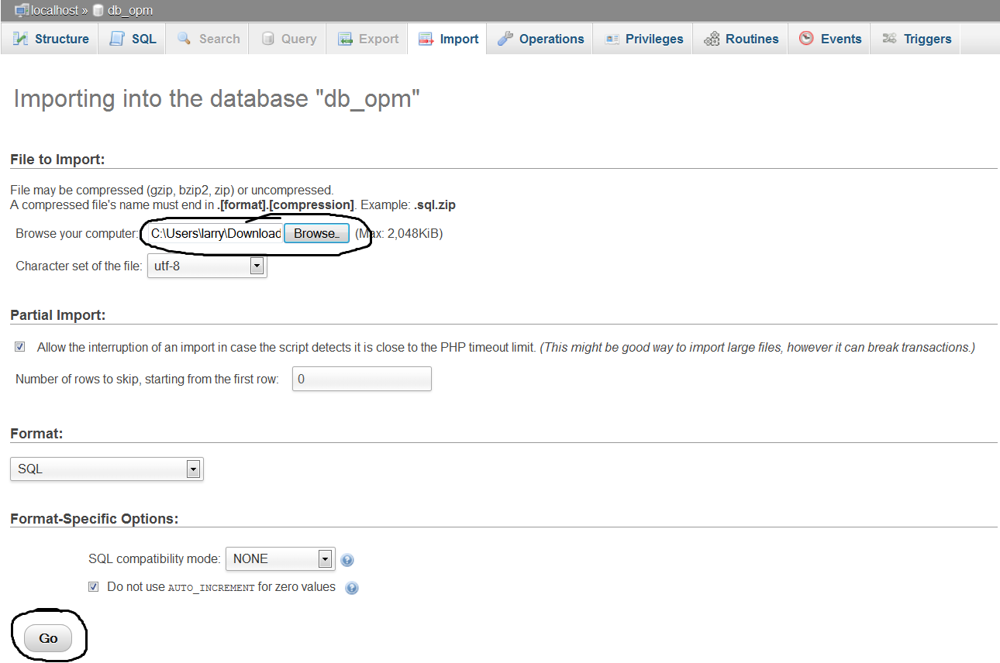 localhost » db_opm
Structure SQL Search Query Export Import Operations Privileges Routines Events Triggers
Importing into the database "db_opm"
File to Import:
File may be compressed (gzip, bzip2, zip) or uncompressed.
A compressed file's name must end in .[format].[compression]. Example: .sql.zip
Browse your computer: C:\Users\larry\Download Browse... (Max: 2,048KiB)
Character set of the file: utf-8
Partial Import:
Allow the interruption of an import in case the script detects it is close to the PHP timeout limit. (This might be good way to import large files, however it can break transactions.)
Number of rows to skip, starting from the first row: 0
Format:
SQL
Format-Specific Options:
SQL compatibility mode: NONE
Do not use AUTO_INCREMENT for zero values
Go